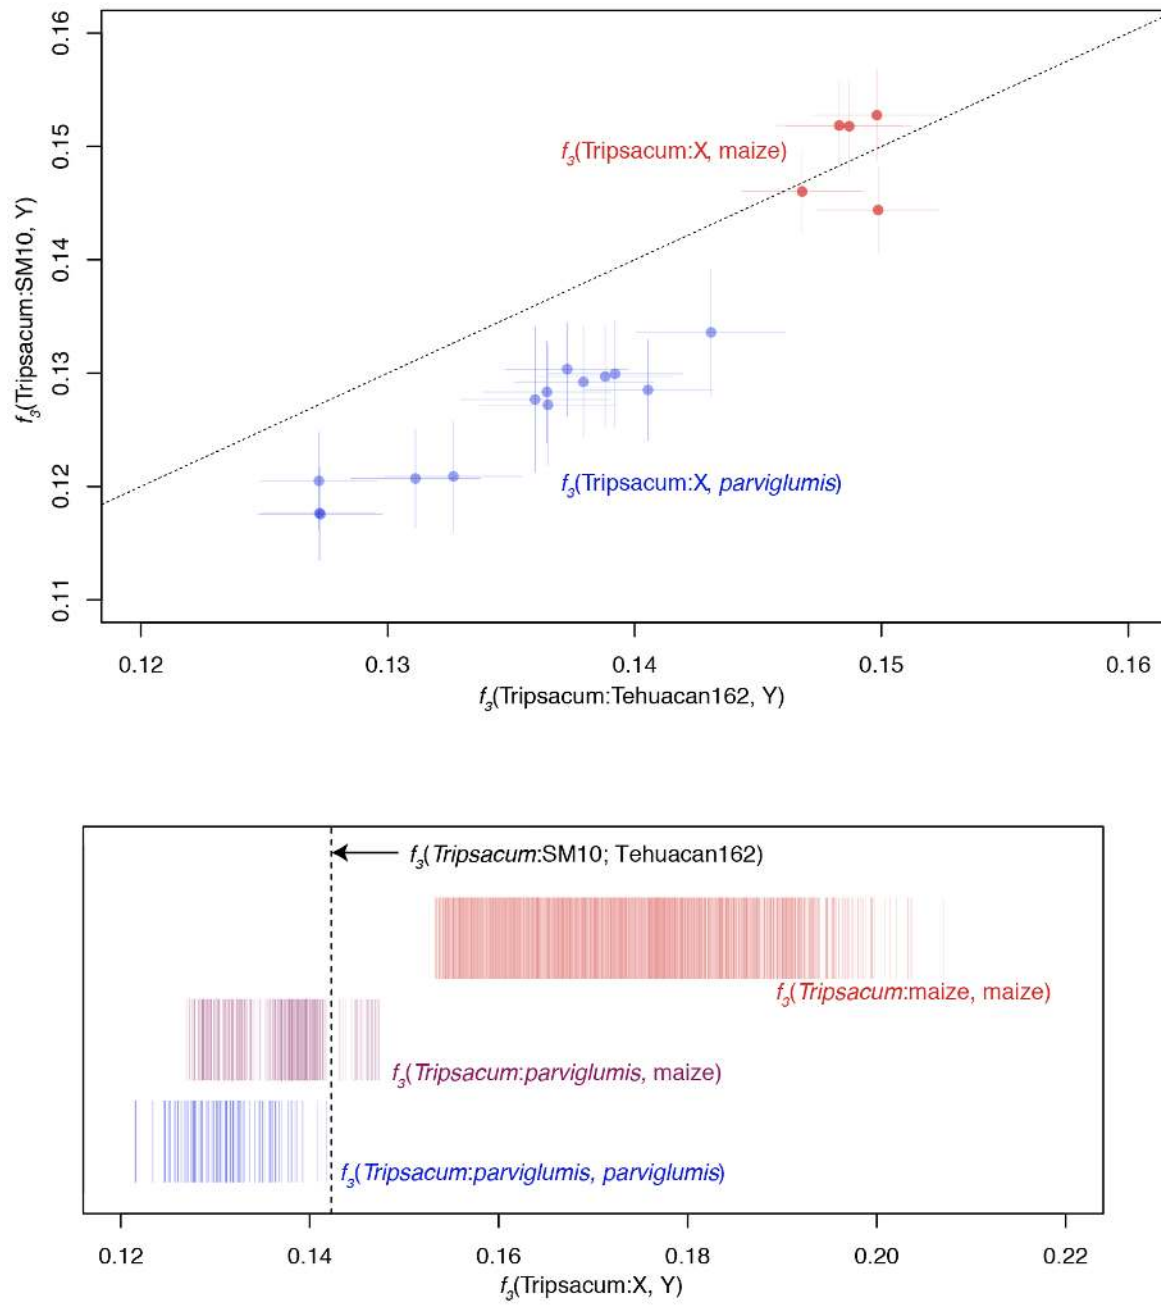 0.16
0.15
0.14
0.13
0.12
0.11
f3(Tripsacum:SM10, Y)
f3(Tripsacum:X, maize)
f3(Tripsacum:X, parviglumis)
0.12 0.13 0.14 0.15 0.16
f3(Tripsacum:Tehuacan162, Y)
f3(Tripsacum:SM10; Tehuacan162)
f3(Tripsacum:maize, maize)
f3(Tripsacum:parviglumis, maize)
f3(Tripsacum:parviglumis, parviglumis)
0.12 0.14 0.16 0.18 0.20 0.22
f3(Tripsacum:X, Y)